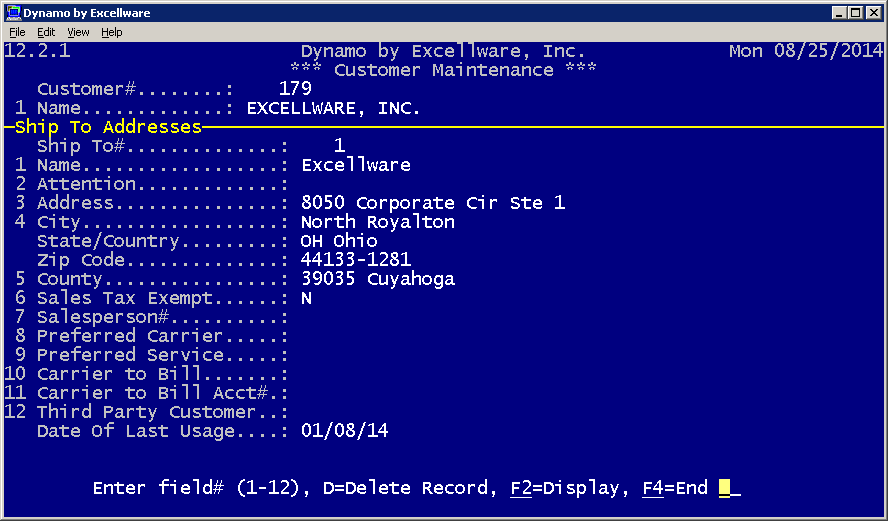 Dynamo by Excellware
File Edit View Help
12.2.1 Dynamo by Excellware, Inc. Mon 08/25/2014
*** Customer Maintenance ***
Customer#........: 179
1 Name.............: EXCELLWARE, INC.
Ship To Addresses
Ship To#..............: 1
1 Name..................: Excellware
2 Attention.............:
3 Address...............: 8050 Corporate Cir Ste 1
4 City..................: North Royalton
State/Country.........: OH Ohio
Zip Code..............: 44133-1281
5 County................: 39035 Cuyahoga
6 Sales Tax Exempt......: N
7 Salesperson#..........:
8 Preferred Carrier.....:
9 Preferred Service.....:
10 Carrier to Bill.......:
11 Carrier to Bill Acct#.:
12 Third Party Customer..:
Date Of Last Usage....: 01/08/14
Enter field# (1-12), D=Delete Record, F2=Display, F4=End